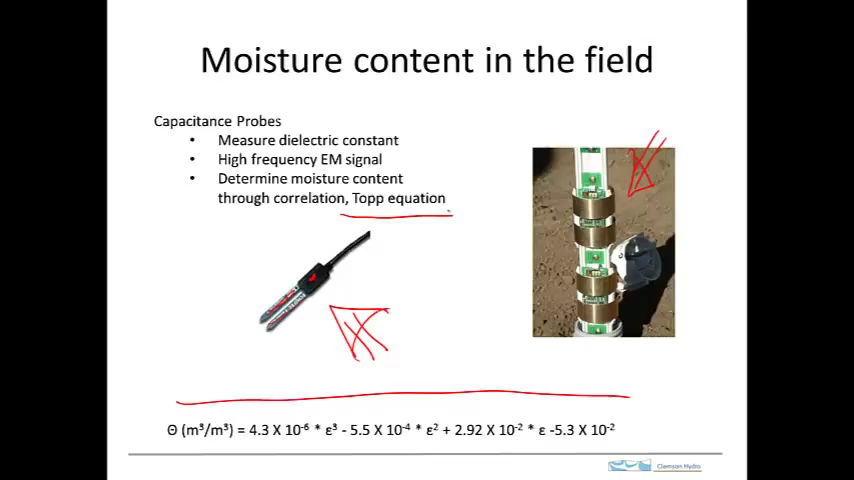 Moisture content in the field
Capacitance Probes
• Measure dielectric constant
• High frequency EM signal
• Determine moisture content
through correlation, Topp equation
Θ (m³/m³) = 4.3 X 10⁻⁶ * ε³ - 5.5 X 10⁻⁴ * ε² + 2.92 X 10⁻² * ε -5.3 X 10⁻²
Clemson Hydro